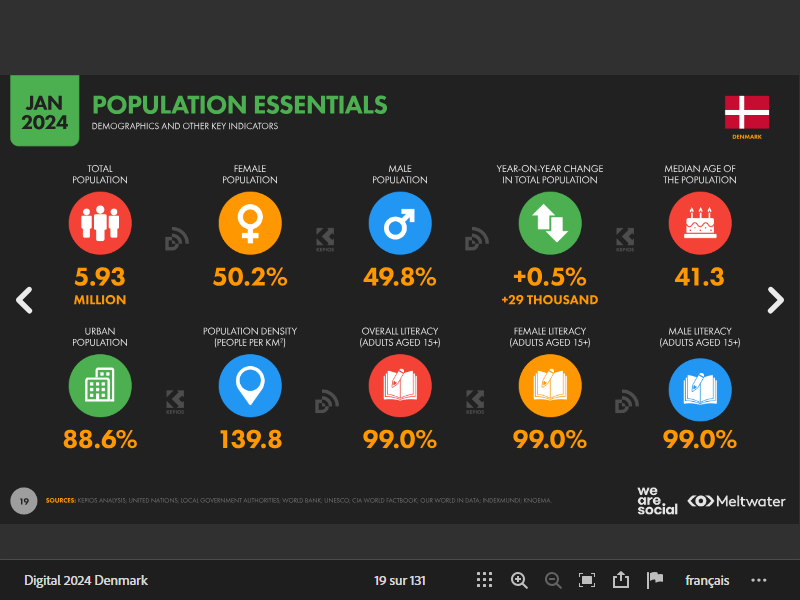 JAN
2024
POPULATION ESSENTIALS
DEMOGRAPHICS AND OTHER KEY INDICATORS
DENMARK
TOTAL
POPULATION
5.93
MILLION
FEMALE
POPULATION
50.2%
MALE
POPULATION
49.8%
YEAR-ON-YEAR CHANGE
IN TOTAL POPULATION
+0.5%
+29 THOUSAND
MEDIAN AGE OF
THE POPULATION
41.3
KEPIOS
KEPIOS
URBAN
POPULATION
88.6%
POPULATION DENSITY
(PEOPLE PER KM²)
139.8
OVERALL LITERACY
(ADULTS AGED 15+)
99.0%
FEMALE LITERACY
(ADULTS AGED 15+)
99.0%
MALE LITERACY
(ADULTS AGED 15+)
99.0%
KEPIOS
KEPIOS
19
SOURCES: KEPIOS ANALYSIS; UNITED NATIONS; LOCAL GOVERNMENT AUTHORITIES; WORLD BANK; UNESCO; CIA WORLD FACTBOOK; OUR WORLD IN DATA; INDEXMUNDI; KNOEMA.
we
are.
social
Meltwater
Digital 2024 Denmark
19 sur 131
français